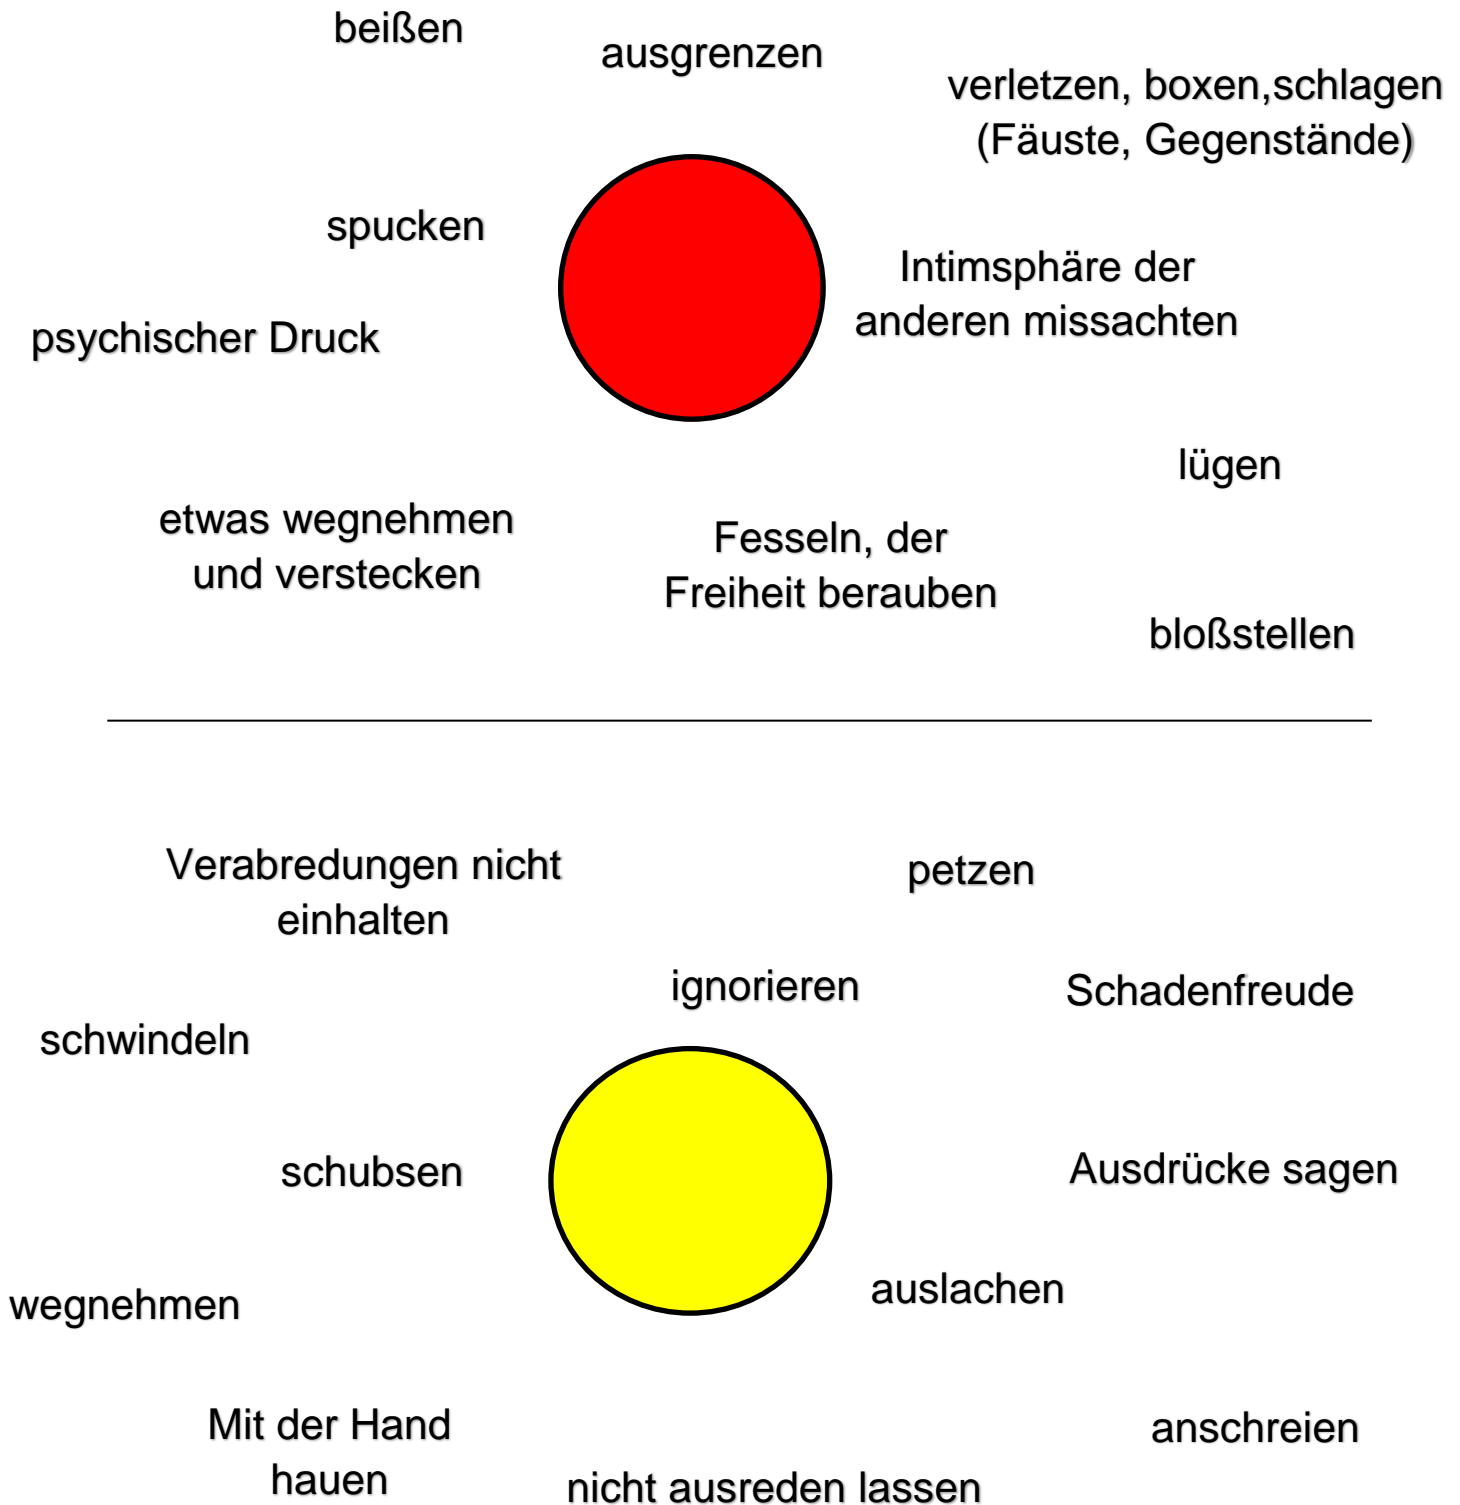 beißen
ausgrenzen
verletzen, boxen,schlagen
(Fäuste, Gegenstände)
spucken
Intimsphäre der
anderen missachten
psychischer Druck
lügen
etwas wegnehmen
und verstecken
Fesseln, der
Freiheit berauben
bloßstellen
Verabredungen nicht
einhalten
petzen
ignorieren
Schadenfreude
schwindeln
schubsen
Ausdrücke sagen
wegnehmen
auslachen
Mit der Hand
hauen
anschreien
nicht ausreden lassen